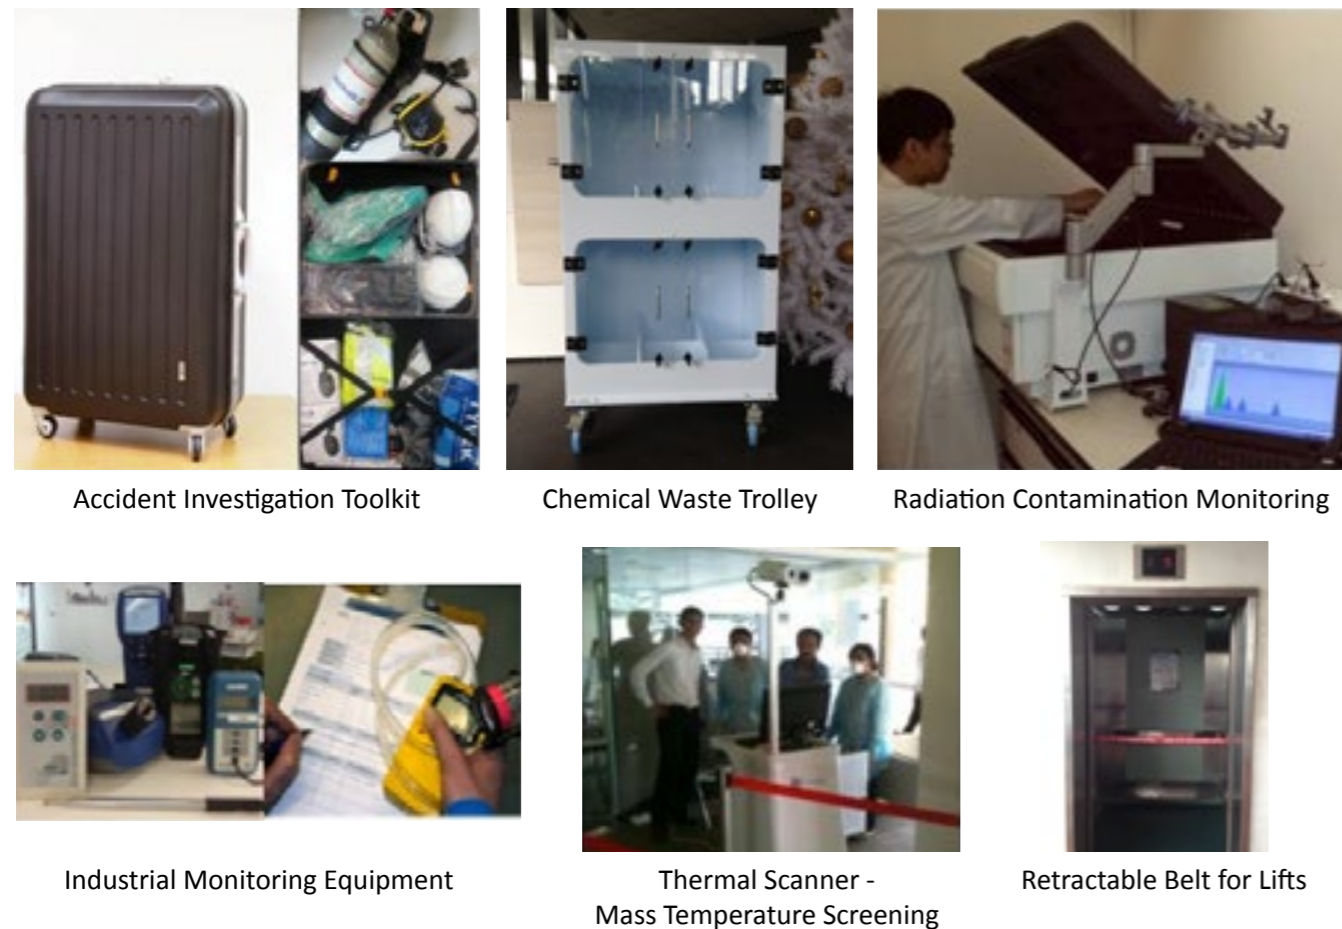 Accident Investigation Toolkit
Chemical Waste Trolley
Radiation Contamination Monitoring
Industrial Monitoring Equipment
Thermal Scanner -
Mass Temperature Screening
Retractable Belt for Lifts